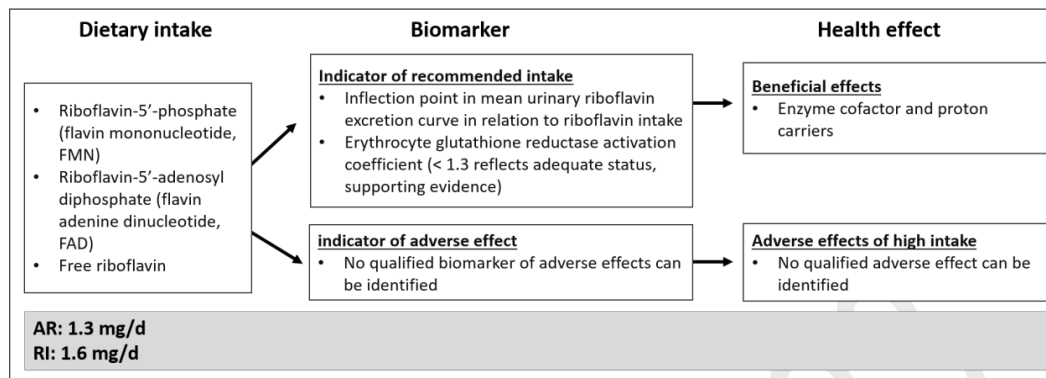 Dietary intake
Biomarker
Health effect
• Riboflavin-5’-phosphate
(flavin mononucleotide,
FMN)
• Riboflavin-5’-adenosyl
diphosphate (flavin
adenine dinucleotide,
FAD)
• Free riboflavin
Indicator of recommended intake
• Inflection point in mean urinary riboflavin
excretion curve in relation to riboflavin intake
• Erythrocyte glutathione reductase activation
coefficient (< 1.3 reflects adequate status,
supporting evidence)
Beneficial effects
• Enzyme cofactor and proton
carriers
indicator of adverse effect
• No qualified biomarker of adverse effects can
be identified
Adverse effects of high intake
• No qualified adverse effect can be
identified
AR: 1.3 mg/d
RI: 1.6 mg/d